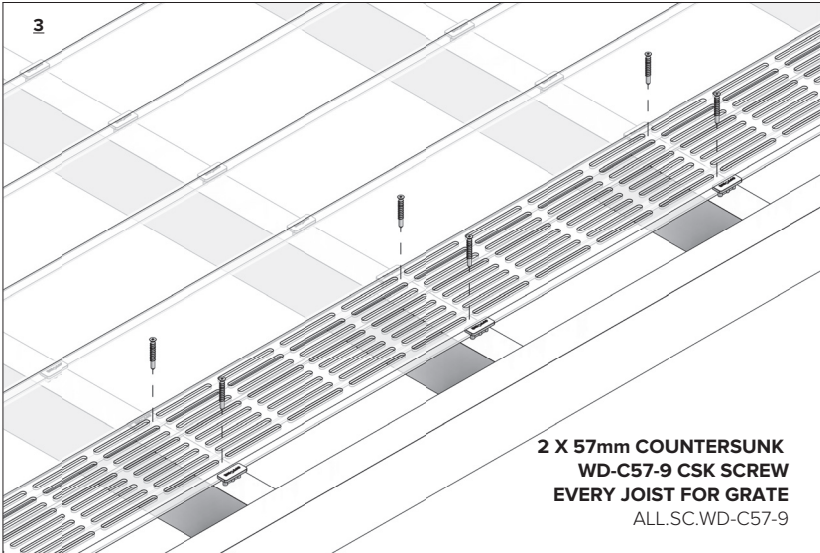 3
2 X 57mm COUNTERSUNK
WD-C57-9 CSK SCREW
EVERY JOIST FOR GRATE
ALL.SC.WD-C57-9